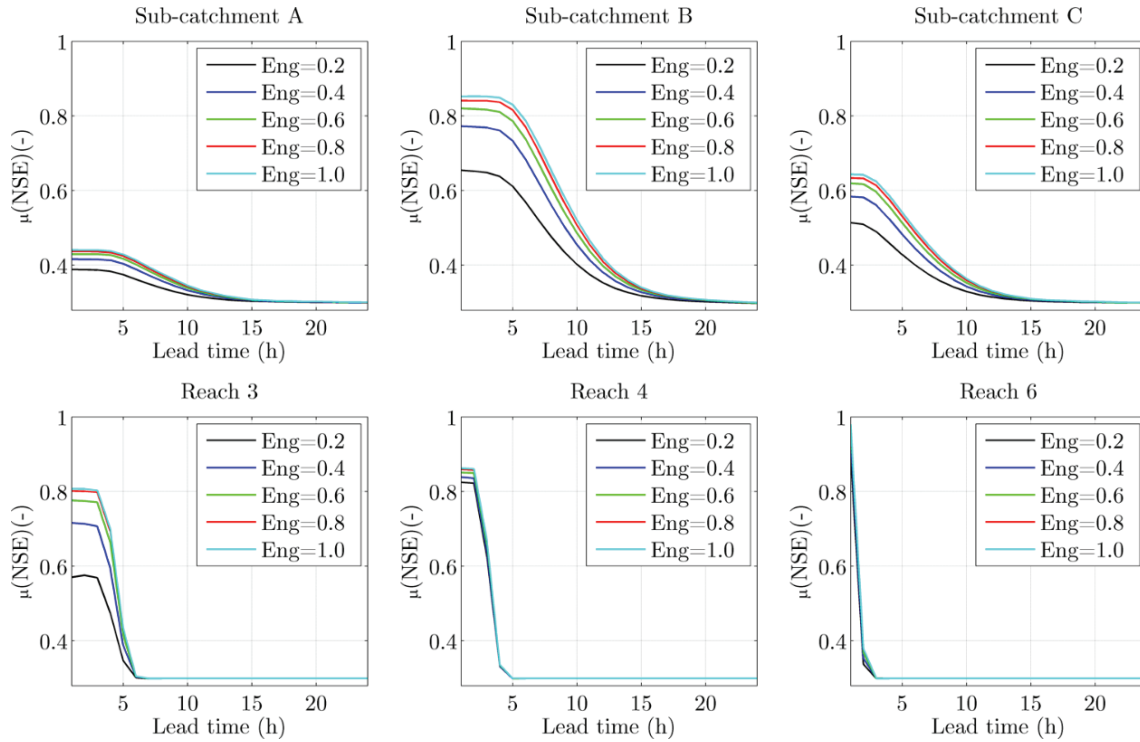 Sub-catchment A
1
0.8
0.6
0.4
μ(NSE)(-)
Eng=0.2
Eng=0.4
Eng=0.6
Eng=0.8
Eng=1.0
5 10 15 20
Lead time (h)
Sub-catchment B
1
0.8
0.6
0.4
μ(NSE)(-)
Eng=0.2
Eng=0.4
Eng=0.6
Eng=0.8
Eng=1.0
5 10 15 20
Lead time (h)
Sub-catchment C
1
0.8
0.6
0.4
μ(NSE)(-)
Eng=0.2
Eng=0.4
Eng=0.6
Eng=0.8
Eng=1.0
5 10 15 20
Lead time (h)
Reach 3
1
0.8
0.6
0.4
μ(NSE)(-)
Eng=0.2
Eng=0.4
Eng=0.6
Eng=0.8
Eng=1.0
5 10 15 20
Lead time (h)
Reach 4
1
0.8
0.6
0.4
μ(NSE)(-)
Eng=0.2
Eng=0.4
Eng=0.6
Eng=0.8
Eng=1.0
5 10 15 20
Lead time (h)
Reach 6
1
0.8
0.6
0.4
μ(NSE)(-)
Eng=0.2
Eng=0.4
Eng=0.6
Eng=0.8
Eng=1.0
5 10 15 20
Lead time (h)